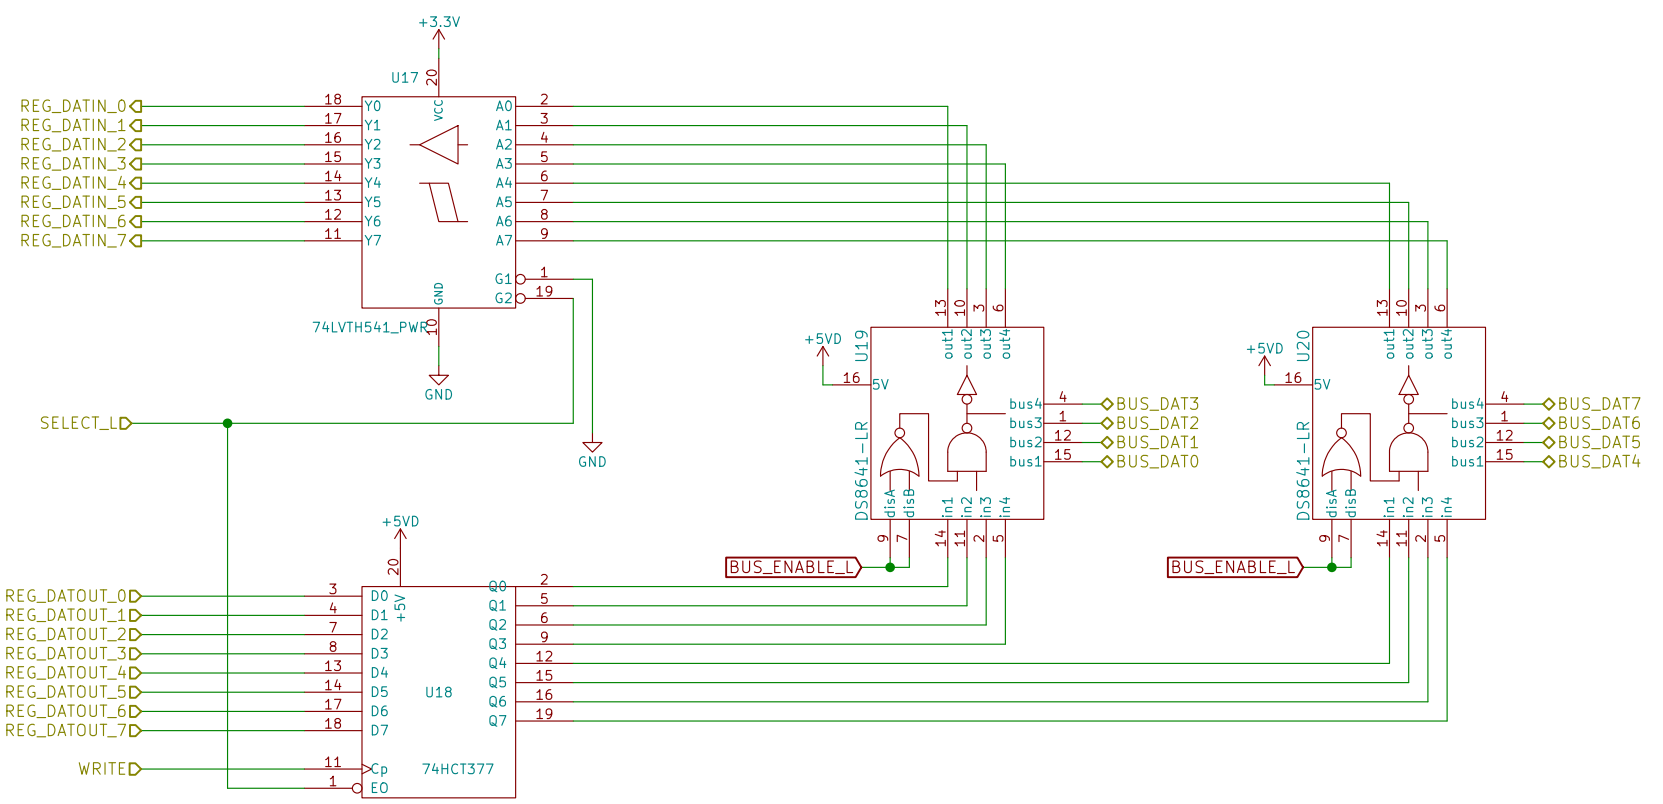 +3.3V
U17
20
VCC
REG_DATIN_0 18 Y0 A0 2
REG_DATIN_1 17 Y1 A1 3
REG_DATIN_2 16 Y2 A2 4
REG_DATIN_3 15 Y3 A3 5
REG_DATIN_4 14 Y4 A4 6
REG_DATIN_5 13 Y5 A5 7
REG_DATIN_6 12 Y6 A6 8
REG_DATIN_7 11 Y7 A7 9
G1 1
G2 19
GND
74LVTH541_PWR
10
GND
SELECT_L
GND
+5VD
16 5V
U19
DS8641-LR
13 10 3 6
out1 out2 out3 out4
bus4 4 BUS_DAT3
bus3 1 BUS_DAT2
bus2 12 BUS_DAT1
bus1 15 BUS_DAT0
disA disB in1 in2 in3 in4
9 7 14 11 2 5
BUS_ENABLE_L
+5VD
16 5V
U20
DS8641-LR
13 10 3 6
out1 out2 out3 out4
bus4 4 BUS_DAT7
bus3 1 BUS_DAT6
bus2 12 BUS_DAT5
bus1 15 BUS_DAT4
disA disB in1 in2 in3 in4
9 7 14 11 2 5
BUS_ENABLE_L
+5VD
20
+5V
Q0 2
REG_DATOUT_0 3 D0
Q1 5
REG_DATOUT_1 4 D1
Q2 6
REG_DATOUT_2 7 D2
Q3 9
REG_DATOUT_3 8 D3
Q4 12
REG_DATOUT_4 13 D4
Q5 15
REG_DATOUT_5 14 D5
U18
Q6 16
REG_DATOUT_6 17 D6
Q7 19
REG_DATOUT_7 18 D7
WRITE 11 Cp
74HCT377
1 EO